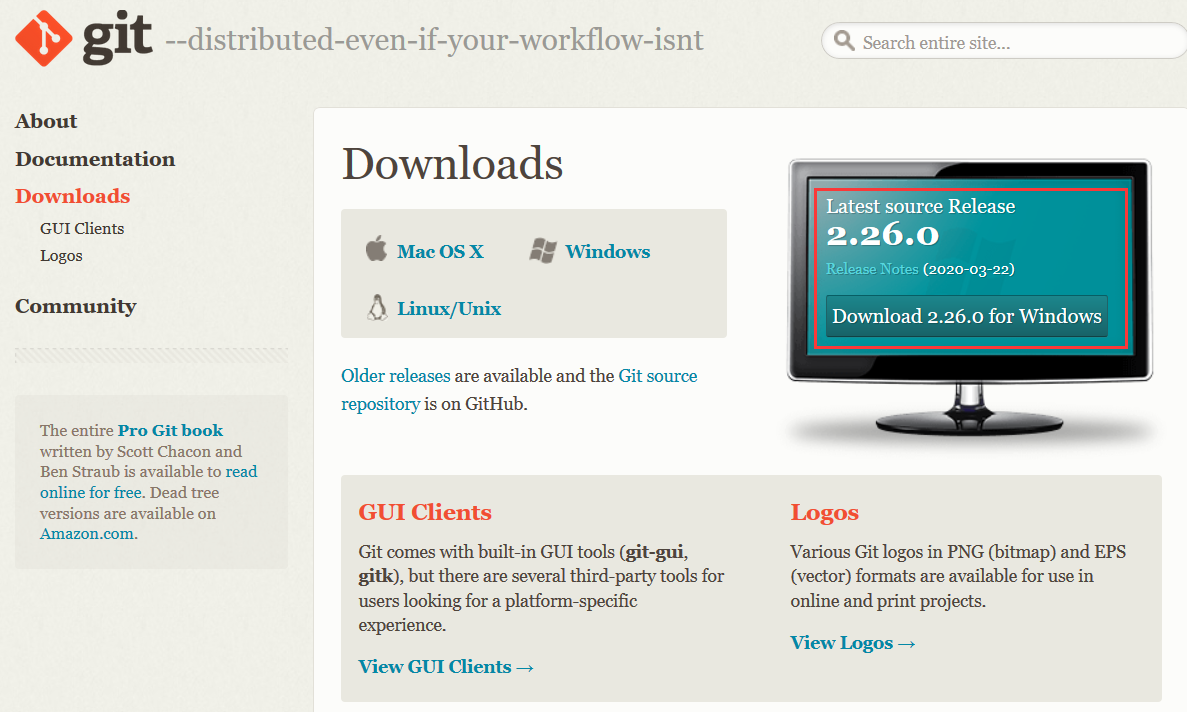 git --distributed-even-if-your-workflow-isnt
Search entire site...
About
Documentation
Downloads
GUI Clients
Logos
Community
The entire Pro Git book
written by Scott Chacon and
Ben Straub is available to read
online for free. Dead tree
versions are available on
Amazon.com.
Downloads
Mac OS X
Windows
Linux/Unix
Older releases are available and the Git source
repository is on GitHub.
Latest source Release
2.26.0
Release Notes (2020-03-22)
Download 2.26.0 for Windows
GUI Clients
Git comes with built-in GUI tools (git-gui,
gitk), but there are several third-party tools for
users looking for a platform-specific
experience.
View GUI Clients →
Logos
Various Git logos in PNG (bitmap) and EPS
(vector) formats are available for use in
online and print projects.
View Logos →